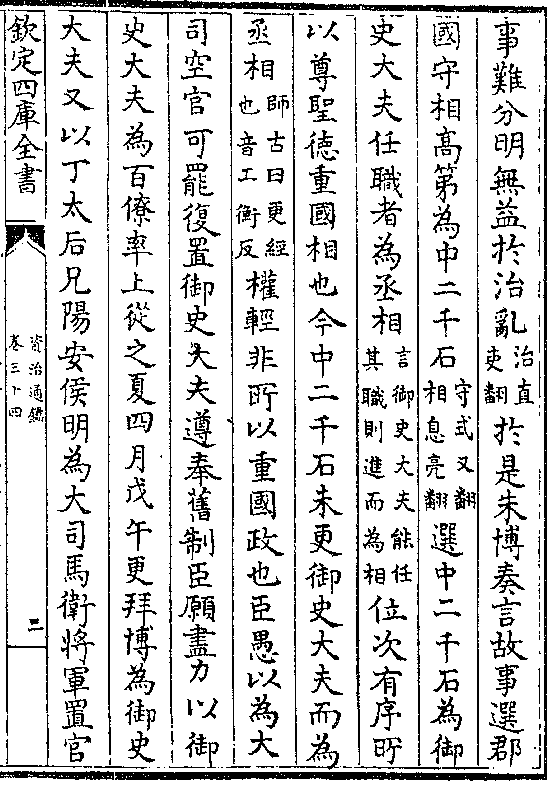 事難分明無益於治亂治直吏翻於是朱博奏言故事選郡
國守相高第為中二千石守式又翻相息亮翻選中二千石為御
史大夫任職者為丞相言御史大夫能任其職則進而為相位次有序所
以尊聖徳重國相也今中二千石未更御史大夫而為
丞相師古曰更經也音工衡反權輕非所以重國政也臣愚以為大
司空官可罷復置御史大夫遵奉舊制臣願盡力以御
史大夫為百僚率上從之夏四月戊午更拜博為御史
大夫又以丁太后兄陽安侯明為大司馬衛將軍置官
欽定四庫全書
資治通鑑
卷三十四
三